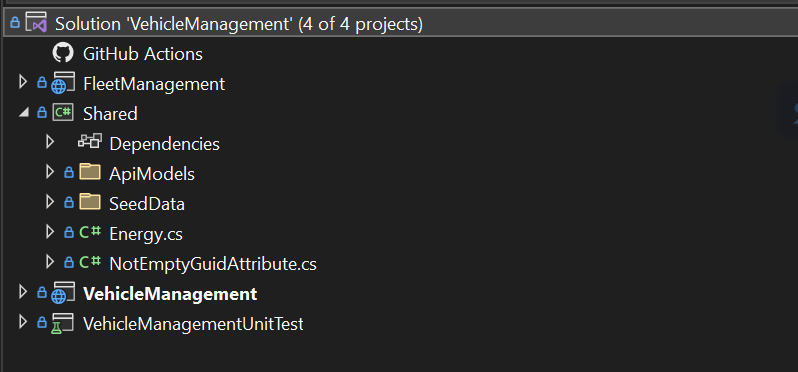 Solution 'VehicleManagement' (4 of 4 projects)
GitHub Actions
FleetManagement
C# Shared
Dependencies
ApiModels
SeedData
C# Energy.cs
C# NotEmptyGuidAttribute.cs
VehicleManagement
VehicleManagementUnitTest